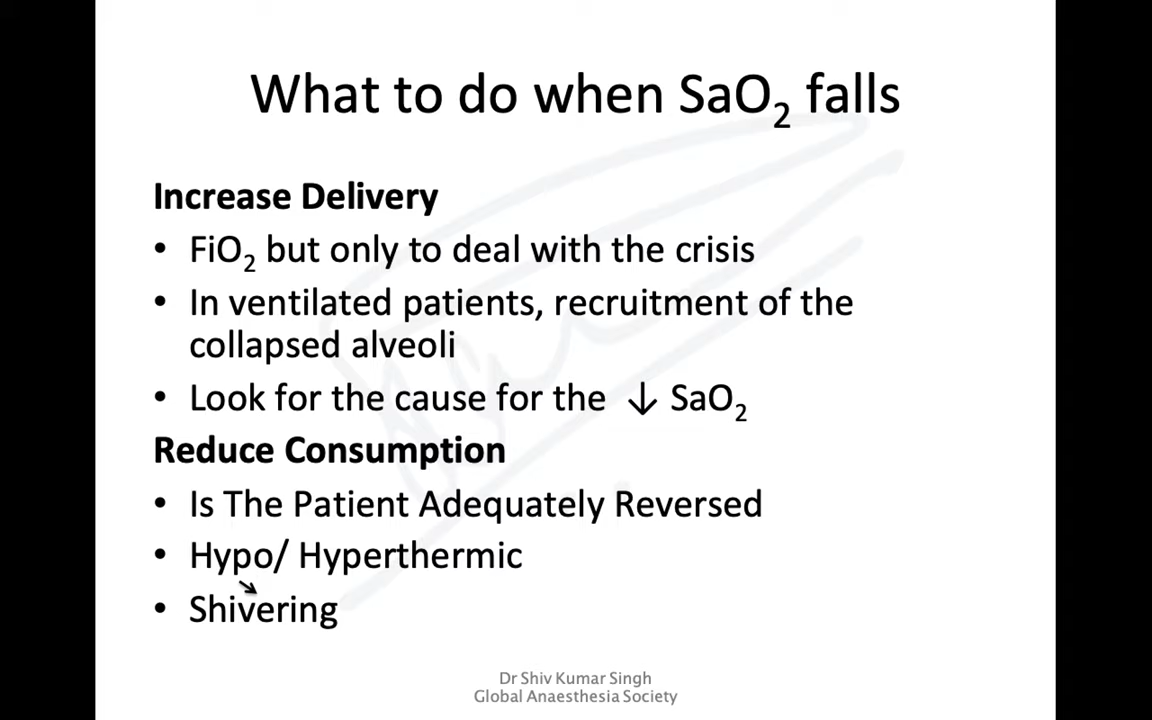 What to do when SaO₂ falls
Increase Delivery
• FiO₂ but only to deal with the crisis
• In ventilated patients, recruitment of the
collapsed alveoli
• Look for the cause for the ↓ SaO₂
Reduce Consumption
• Is The Patient Adequately Reversed
• Hypo/ Hyperthermic
• Shivering
Dr Shiv Kumar Singh
Global Anaesthesia Society